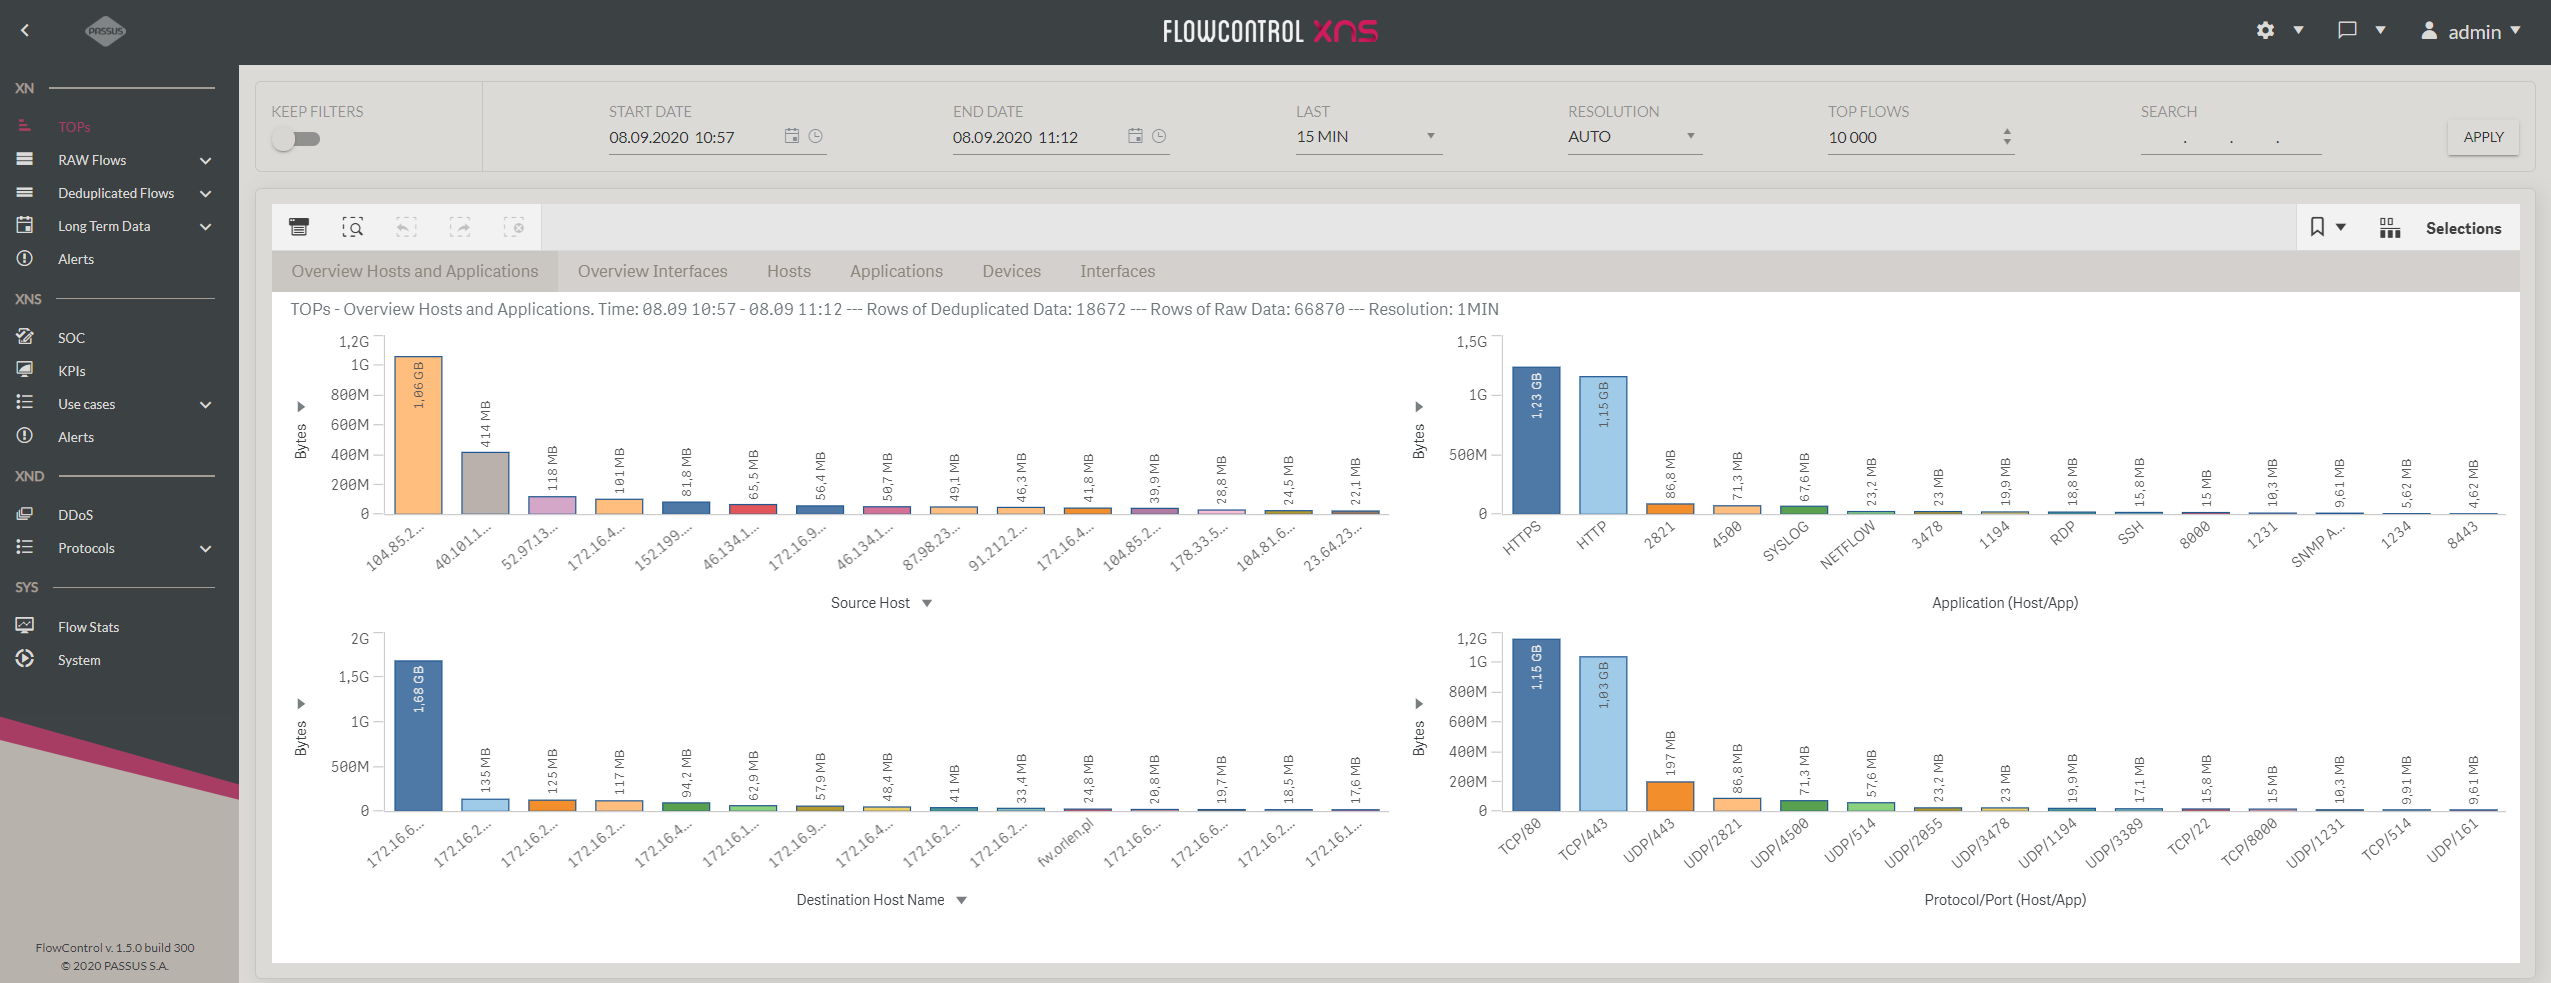 PASSUS
FLOWCONTROL XNS
admin
XN
TOPs
RAW Flows
Deduplicated Flows
Long Term Data
Alerts
XNS
SOC
KPIs
Use cases
Alerts
XND
DDoS
Protocols
SYS
Flow Stats
System
FlowControl v. 1.5.0 build 300
© 2020 PASSUS S.A.
KEEP FILTERS
START DATE
08.09.2020 10:57
END DATE
08.09.2020 11:12
LAST
15 MIN
RESOLUTION
AUTO
TOP FLOWS
10 000
SEARCH
. . .
APPLY
Selections
Overview Hosts and Applications Overview Interfaces Hosts Applications Devices Interfaces
TOPs - Overview Hosts and Applications. Time: 08.09 10:57 - 08.09 11:12 --- Rows of Deduplicated Data: 18672 --- Rows of Raw Data: 66870 --- Resolution: 1MIN
Bytes
1,2G
1G
800M
600M
400M
200M
0
1,06 GB
414 MB
118 MB
101 MB
81,8 MB
65,5 MB
56,4 MB
50,7 MB
49,1 MB
46,3 MB
41,8 MB
39,9 MB
28,8 MB
24,5 MB
22,1 MB
104.85.2...
40.101.1...
52.97.13...
172.16.4...
152.199...
46.134.1...
172.16.9...
46.134.1...
87.98.23...
91.212.2...
172.16.4...
104.85.2...
178.33.5...
104.81.6...
23.64.23...
Source Host
Bytes
1,5G
1G
500M
0
1,23 GB
1,15 GB
86,8 MB
71,3 MB
67,6 MB
23,2 MB
23 MB
19,9 MB
18,8 MB
15,8 MB
15 MB
10,3 MB
9,61 MB
5,62 MB
4,62 MB
HTTPS
HTTP
2821
4500
SYSLOG
NETFLOW
3478
1194
RDP
SSH
8000
1231
SNMP A...
1234
8443
Application (Host/App)
Bytes
2G
1,5G
1G
500M
0
1,68 GB
135 MB
125 MB
117 MB
94,2 MB
62,9 MB
57,9 MB
48,4 MB
41 MB
33,4 MB
24,8 MB
20,8 MB
19,7 MB
18,5 MB
17,6 MB
172.16.6...
172.16.2...
172.16.2...
172.16.2...
172.16.4...
172.16.1...
172.16.9...
172.16.4...
172.16.2...
172.16.2...
fw.orlen.pl
172.16.6...
172.16.6...
172.16.2...
172.16.1...
Destination Host Name
Bytes
1,2G
1G
800M
600M
400M
200M
0
1,15 GB
1,03 GB
197 MB
86,8 MB
71,3 MB
57,6 MB
23,2 MB
23 MB
19,9 MB
17,1 MB
15,8 MB
15 MB
10,3 MB
9,91 MB
9,61 MB
TCP/80
TCP/443
UDP/443
UDP/2821
UDP/4500
UDP/514
UDP/2055
UDP/3478
UDP/1194
UDP/3389
TCP/22
TCP/8000
UDP/1231
TCP/514
UDP/161
Protocol/Port (Host/App)